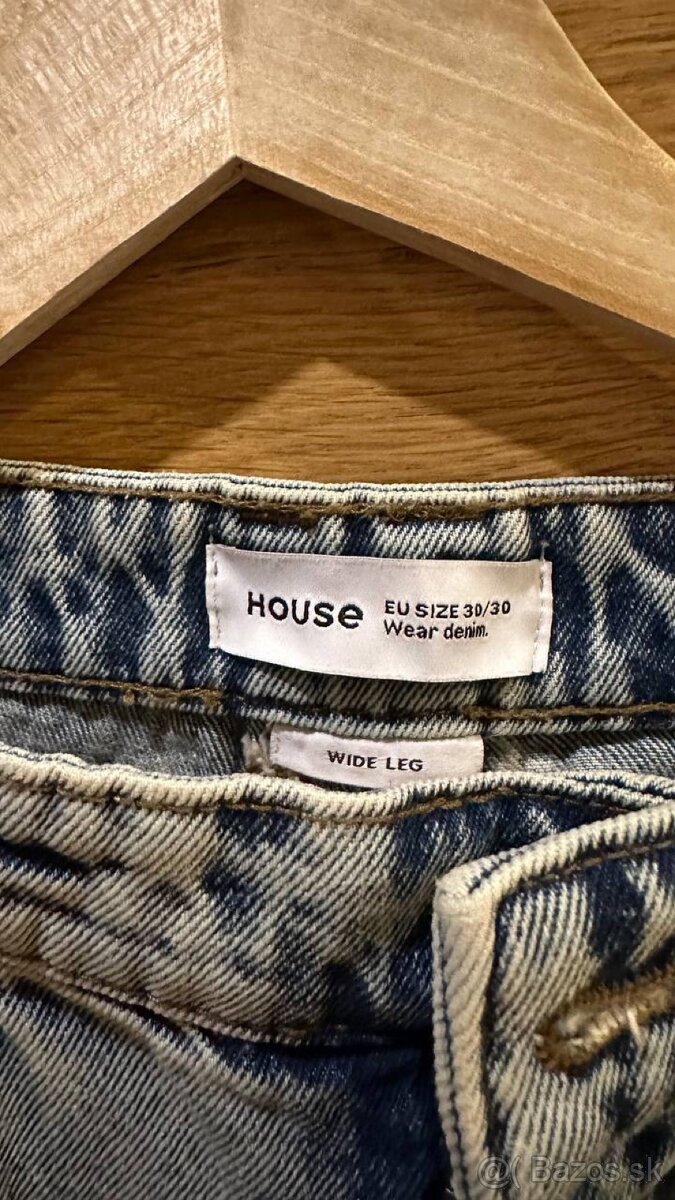 HOUSE
EU SIZE 30/30
Wear denim.
WIDE LEG
@( Bazos.sk